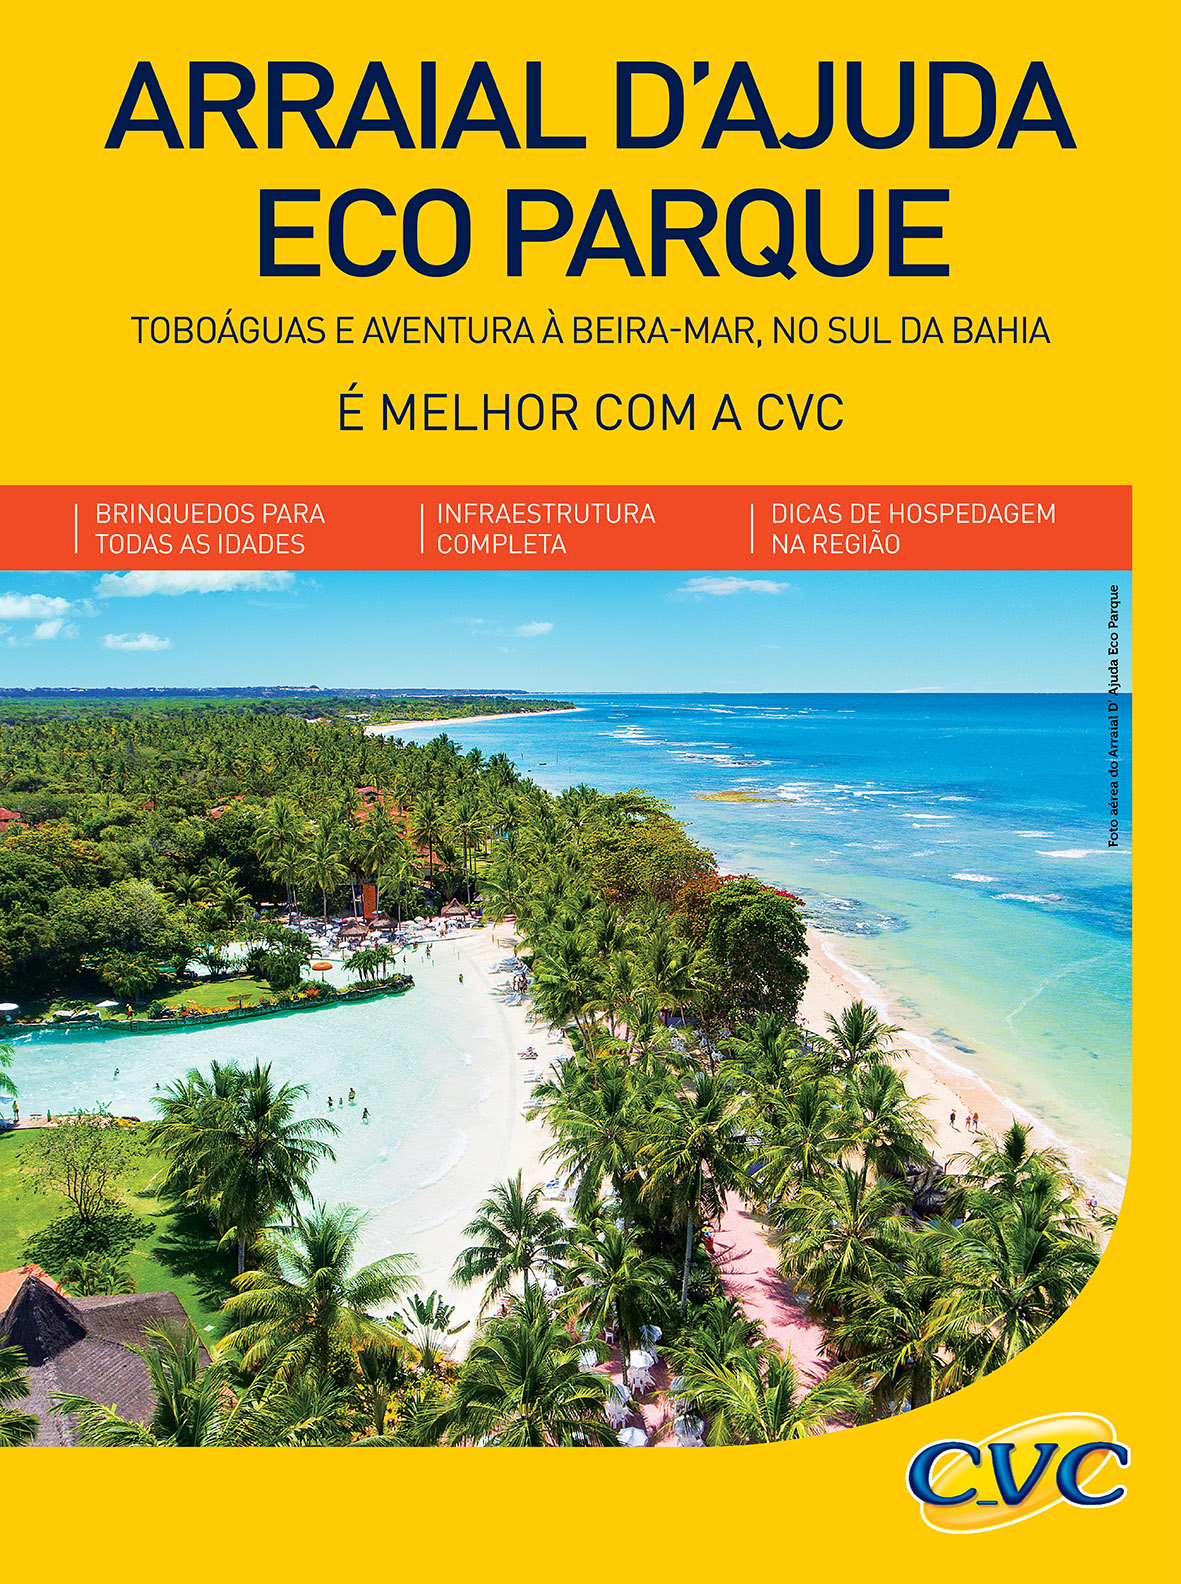 ARRAIAL D'AJUDA
ECO PARQUE
TOBOÁGUAS E AVENTURA À BEIRA-MAR, NO SUL DA BAHIA
É MELHOR COM A CVC
BRINQUEDOS PARA
TODAS AS IDADES
INFRAESTRUTURA
COMPLETA
DICAS DE HOSPEDAGEM
NA REGIÃO
Foto aérea do Arraial D' Ajuda Eco Parque
CVC